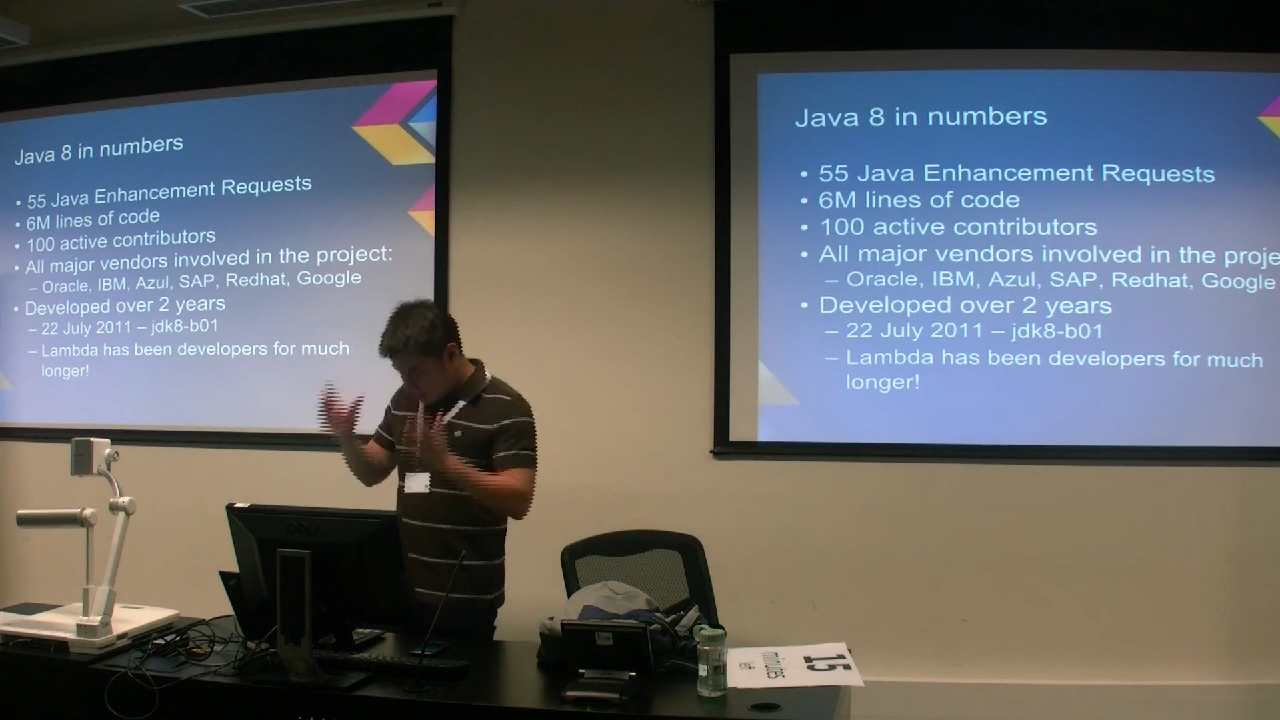 Java 8 in numbers
• 55 Java Enhancement Requests
• 6M lines of code
• 100 active contributors
• All major vendors involved in the project:
– Oracle, IBM, Azul, SAP, Redhat, Google
• Developed over 2 years
– 22 July 2011 – jdk8-b01
– Lambda has been developers for much
longer!
Java 8 in numbers
• 55 Java Enhancement Requests
• 6M lines of code
• 100 active contributors
• All major vendors involved in the proje
– Oracle, IBM, Azul, SAP, Redhat, Google
• Developed over 2 years
– 22 July 2011 – jdk8-b01
– Lambda has been developers for much
longer!
DELL
15
minutes
left